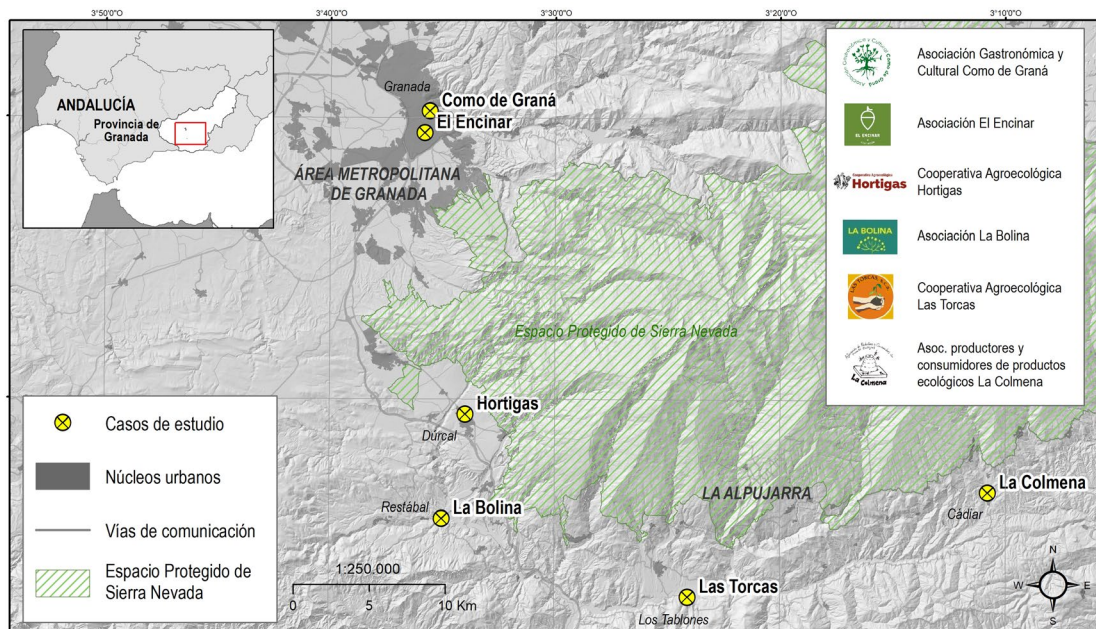 3°50'0"O
3°40'0"O
3°30'0"O
3°20'0"O
3°10'0"O
ANDALUCÍA
Provincia de
Granada
Granada
Como de Graná
El Encinar
ÁREA METROPOLITANA
DE GRANADA
Espacio Protegido de Sierra Nevada
Hortigas
Dúrcal
LA ALPUJARRA
La Colmena
Cádiar
Restábal
La Bolina
Las Torcas
Los Tablones
1:250.000
0 5 10 Km
N
W E
S
Casos de estudio
Núcleos urbanos
Vías de comunicación
Espacio Protegido de
Sierra Nevada
Asociación Gastronómica y
Cultural Como de Graná
EL ENCINAR
Asociación El Encinar
Cooperativa Agroecológica
Hortigas
Cooperativa Agroecológica
Hortigas
LA BOLINA
Asociación La Bolina
LAS TORCAS, S.C.A.
Cooperativa Agroecológica
Las Torcas
La Colmena
Asoc. productores y
consumidores de productos
ecológicos La Colmena